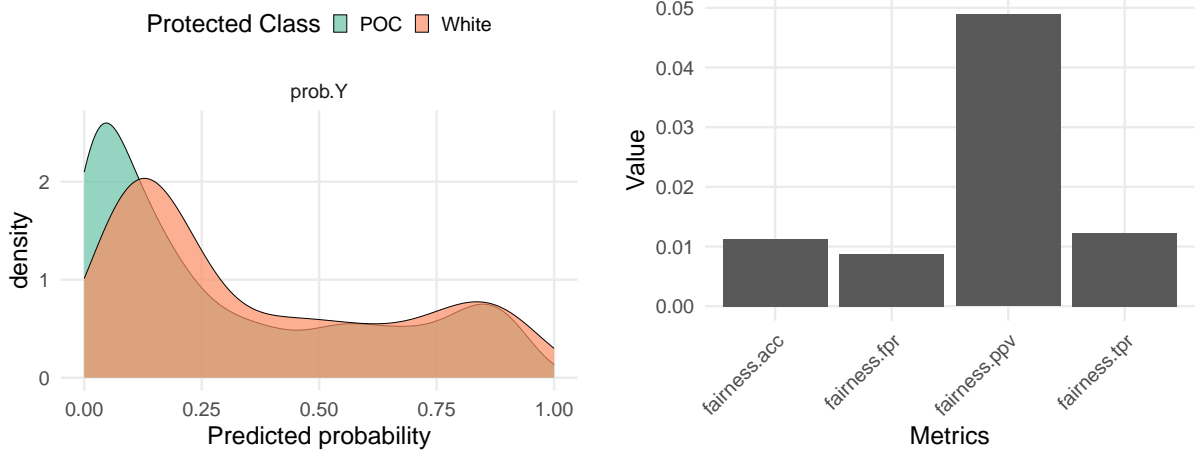 Protected Class POC White
prob.Y
2
1
0
density
0.00 0.25 0.50 0.75 1.00
Predicted probability
0.05
0.04
0.03
0.02
0.01
0.00
Value
fairness.acc
fairness.fpr
fairness.ppv
fairness.tpr
Metrics